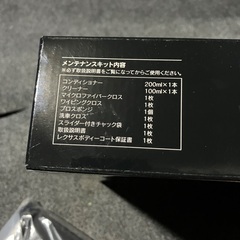 メンテナンスキット内容
※必ず取扱説明書をご覧になってからご使用ください。
コンディショナー 200ml×1本
クリーナー 100ml×1本
マイクロファイバークロス 1枚
ワイピングクロス 1枚
ブロスポンジ 1個
洗車クロス 1枚
スライダー付きチャック袋 1枚
取扱説明書 1枚
レクサスボディーコート保証書 1枚